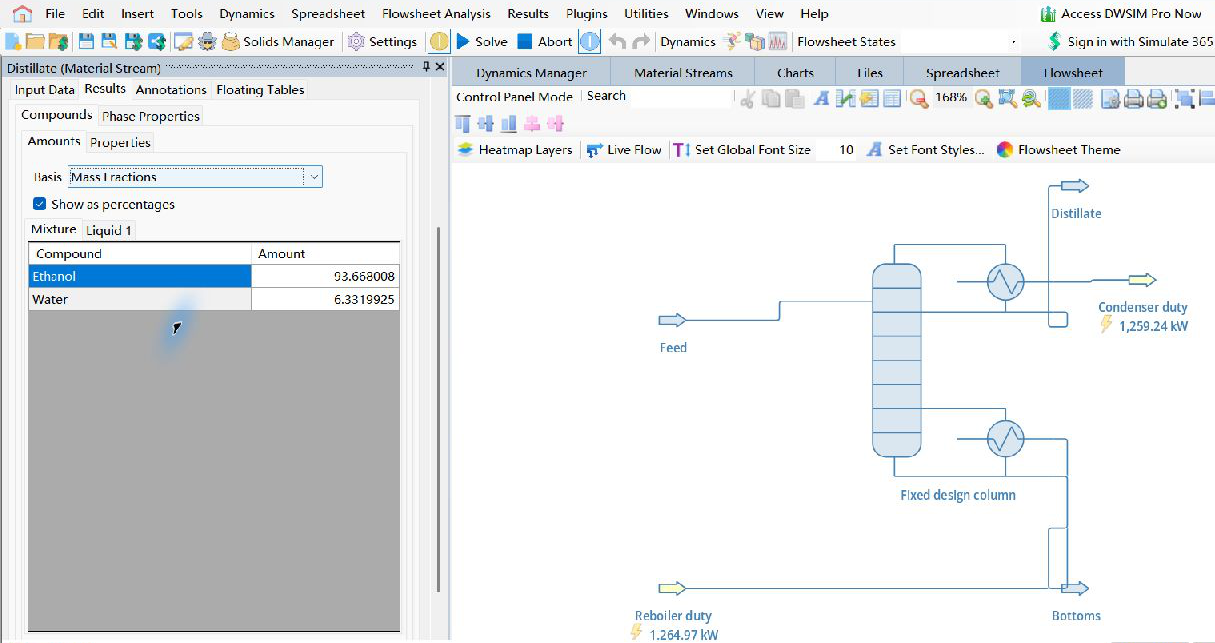 File Edit Insert Tools Dynamics Spreadsheet Flowsheet Analysis Results Plugins Utilities Windows View Help Access DWSIM Pro Now
Solids Manager Settings Solve Abort Dynamics Flowsheet States Sign in with Simulate 365
Distillate (Material Stream)
Input Data Results Annotations Floating Tables
Compounds Phase Properties
Amounts Properties
Basis Mass Fractions
Show as percentages
Mixture Liquid 1
Compound Amount
Ethanol 93.668008
Water 6.3319925
Dynamics Manager Material Streams Charts Files Spreadsheet Flowsheet
Control Panel Mode Search 168%
Heatmap Layers Live Flow Set Global Font Size 10 Set Font Styles... Flowsheet Theme
Distillate
Condenser duty
1,259.24 kW
Feed
Fixed design column
Reboiler duty
1,264.97 kW
Bottoms